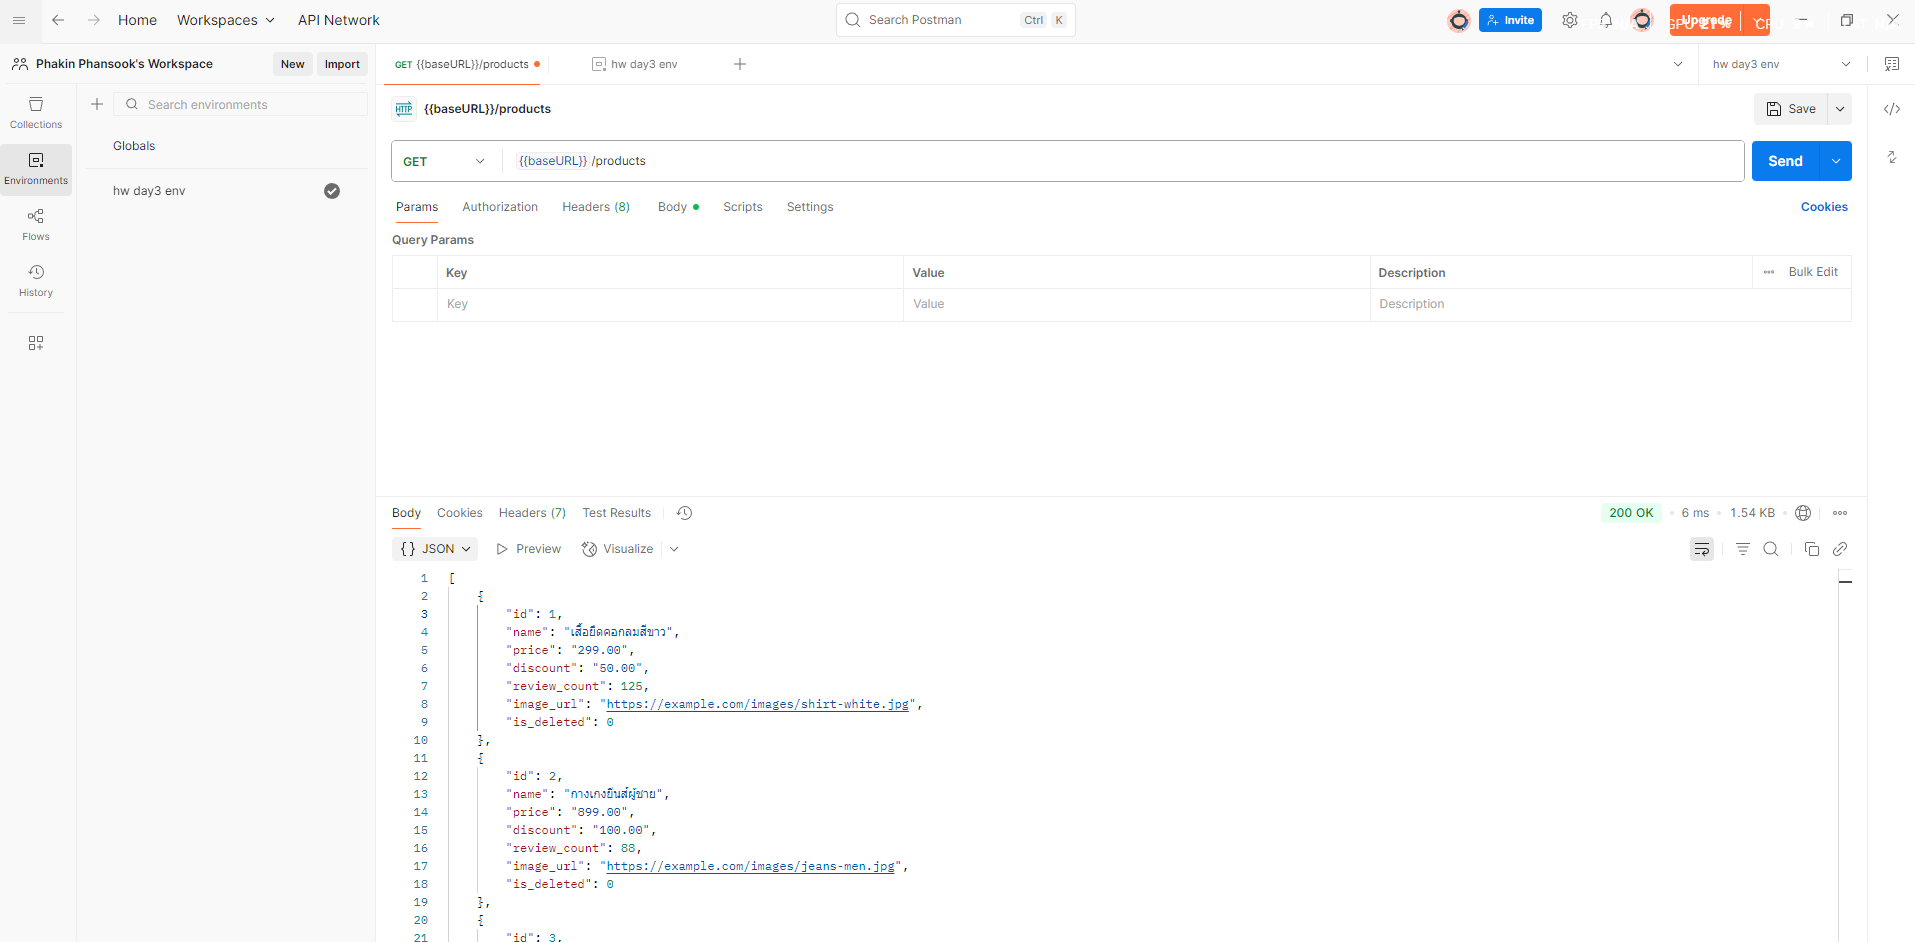 Home Workspaces API Network Search Postman Ctrl K Invite Upgrade
Phakin Phansook's Workspace New Import GET {{baseURL}}/products hw day3 env hw day3 env
Search environments
Collections
Environments
Flows
History
Globals
hw day3 env
HTTP {{baseURL}}/products Save
GET {{baseURL}} /products Send
Params Authorization Headers (8) Body Scripts Settings Cookies
Query Params
Key Value Description Bulk Edit
Key Value Description
Body Cookies Headers (7) Test Results 200 OK 6 ms 1.54 KB
{} JSON Preview Visualize
1 [
2 {
3 "id": 1,
4 "name": "เสื้อยืดคอกลมสีขาว",
5 "price": "299.00",
6 "discount": "50.00",
7 "review_count": 125,
8 "image_url": "https://example.com/images/shirt-white.jpg",
9 "is_deleted": 0
10 },
11 {
12 "id": 2,
13 "name": "กางเกงยีนส์ผู้ชาย",
14 "price": "899.00",
15 "discount": "100.00",
16 "review_count": 88,
17 "image_url": "https://example.com/images/jeans-men.jpg",
18 "is_deleted": 0
19 },
20 {
21 "id": 3,